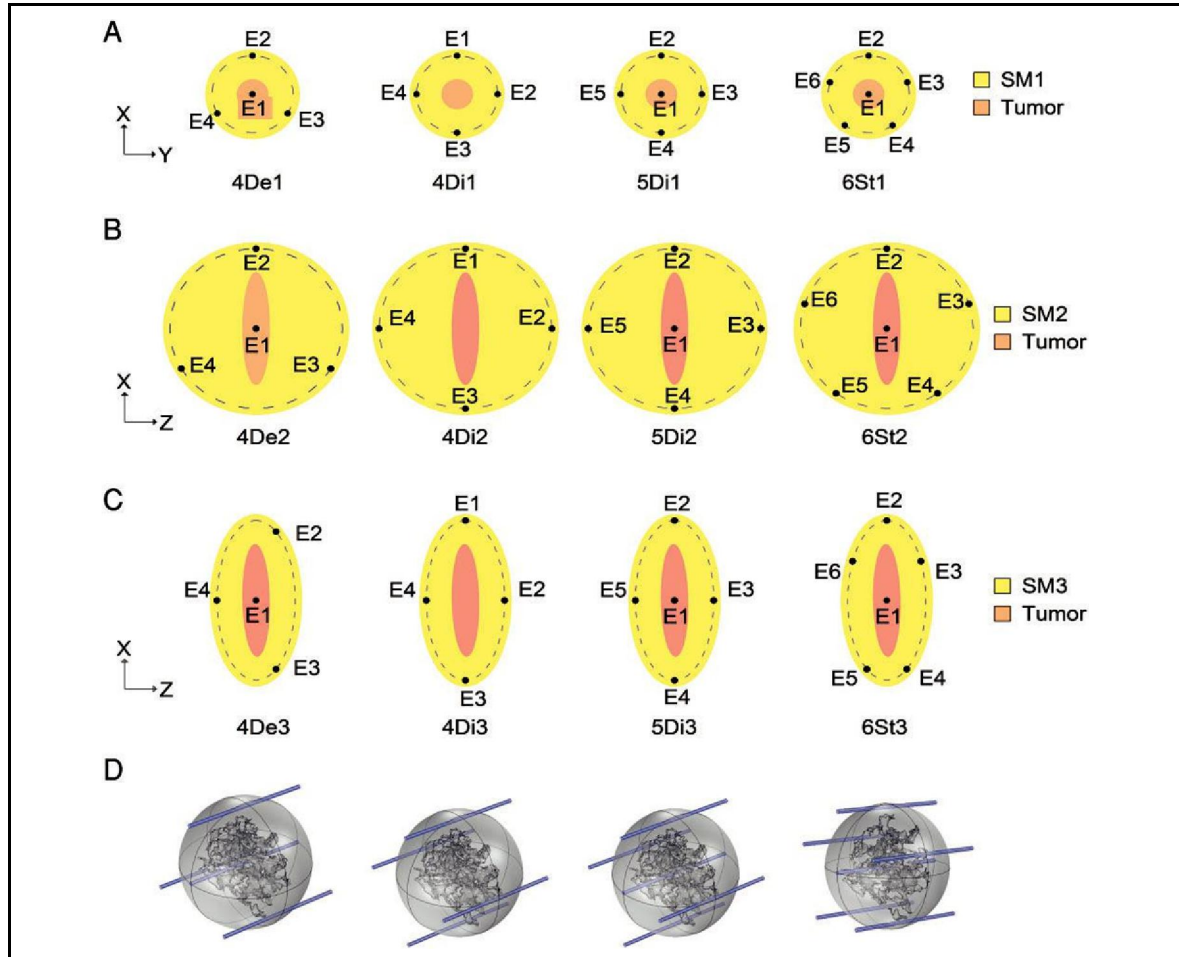 A
E2 E1 E2 E2
E4 E2 E5 E3 E6 E3
E1 E1 E1
E4 E3 E3 E4 E5 E4
SM1
Tumor
X
Y
4De1 4Di1 5Di1 6St1
B
E2 E1 E2 E2
E4 E2 E5 E3 E6 E3
E1 E1 E1
E4 E3 E3 E4 E5 E4
SM2
Tumor
X
Z
4De2 4Di2 5Di2 6St2
C
E1 E2 E2
E2 E6 E3
E4 E4 E2 E5 E3
E1 E1 E1
E3 E3 E4 E5 E4
SM3
Tumor
X
Z
4De3 4Di3 5Di3 6St3
D